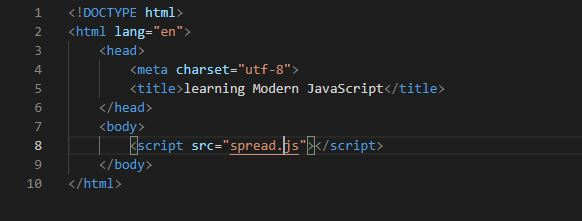 1 <!DOCTYPE html>
2 <html lang="en">
3     <head>
4         <meta charset="utf-8">
5         <title>learning Modern JavaScript</title>
6     </head>
7     <body>
8         <script src="spread.js"></script>
9     </body>
10 </html>